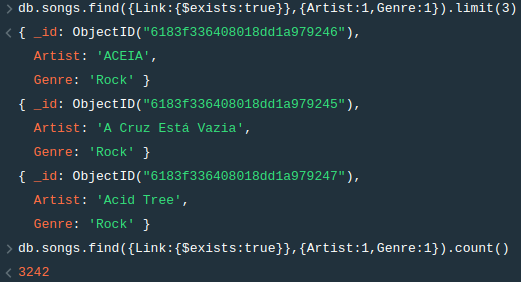 > db.songs.find({Link:{$exists:true}},{Artist:1,Genre:1}).limit(3)
< { _id: ObjectID("6183f336408018dd1a979246"),
Artist: 'ACEIA',
Genre: 'Rock' }
{ _id: ObjectID("6183f336408018dd1a979245"),
Artist: 'A Cruz Está Vazia',
Genre: 'Rock' }
{ _id: ObjectID("6183f336408018dd1a979247"),
Artist: 'Acid Tree',
Genre: 'Rock' }
> db.songs.find({Link:{$exists:true}},{Artist:1,Genre:1}).count()
< 3242